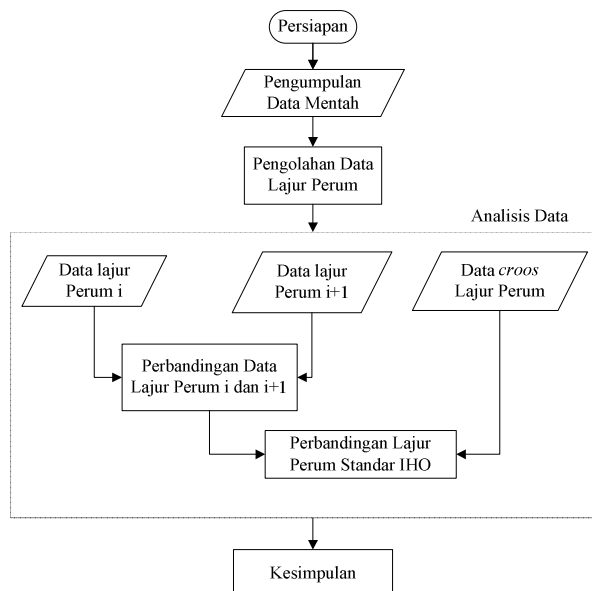 Persiapan
Pengumpulan
Data Mentah
Pengolahan Data
Lajur Perum
Analisis Data
Data lajur
Perum i
Data lajur
Perum i+1
Data croos
Lajur Perum
Perbandingan Data
Lajur Perum i dan i+1
Perbandingan Lajur
Perum Standar IHO
Kesimpulan